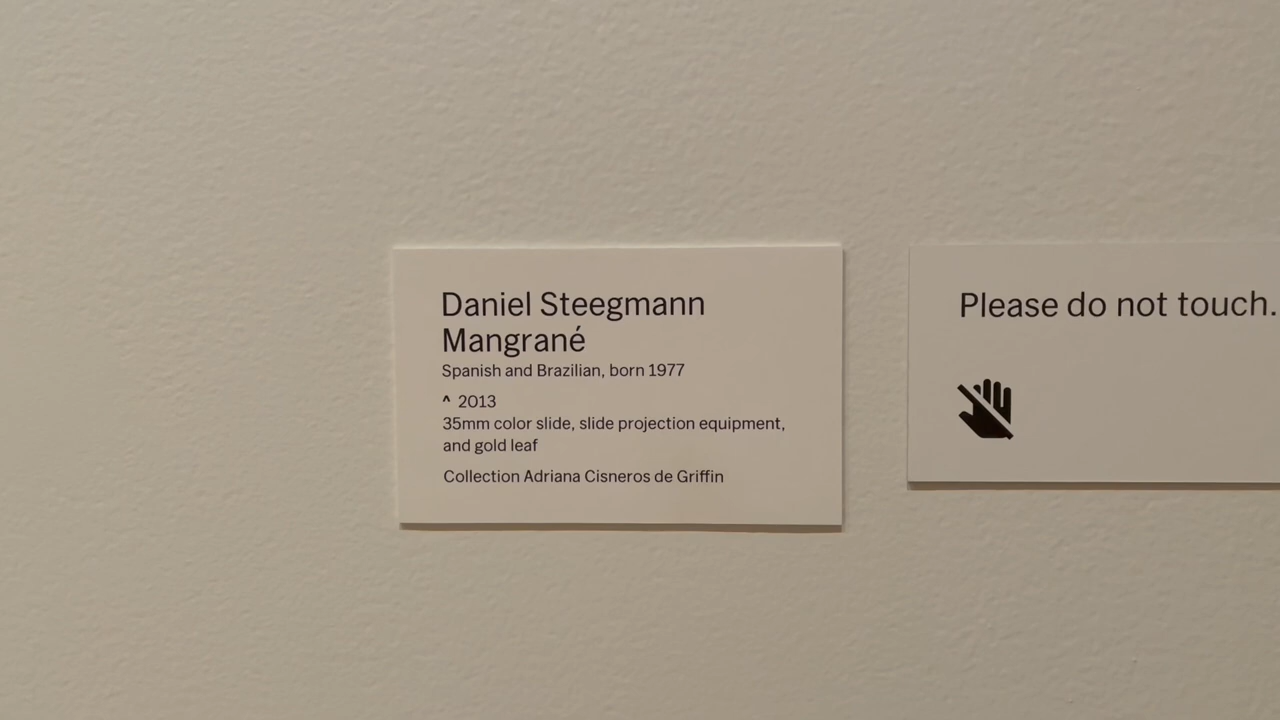 Daniel Steegmann
Mangrané
Spanish and Brazilian, born 1977
^ 2013
35mm color slide, slide projection equipment,
and gold leaf
Collection Adriana Cisneros de Griffin
Please do not touch.